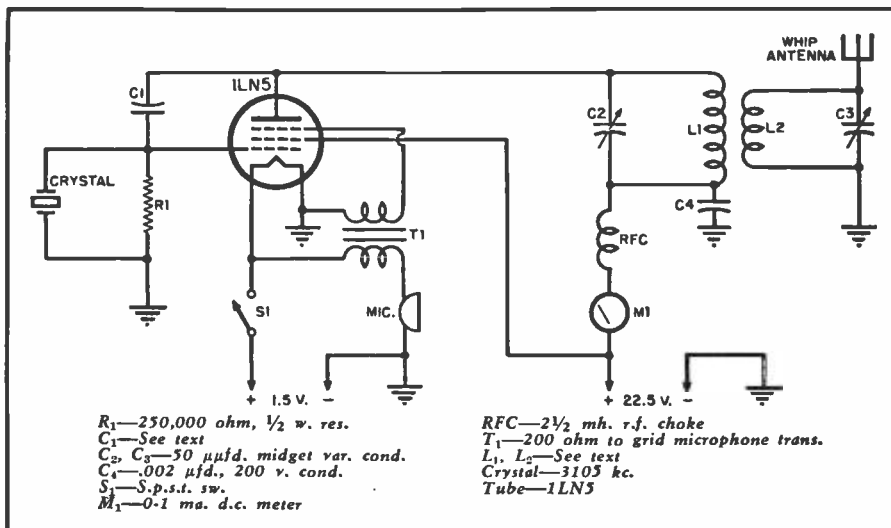 WHIP
ANTENNA
1LN5
C1
C2
L1
L2
C3
CRYSTAL
R1
C4
T1
RFC
S1
MIC.
M1
+ 1.5 V. -
+ 22.5 V. -
R₁—250,000 ohm, ½ w. res.
C₁—See text
C₂, C₃—50 μμfd. midget var. cond.
C₄—.002 μfd., 200 v. cond.
S₁—S.p.s.t. sw.
M₁—0-1 ma. d.c. meter
RFC—2½ mh. r.f. choke
T₁—200 ohm to grid microphone trans.
L₁, L₂—See text
Crystal—3105 kc.
Tube—1LN5